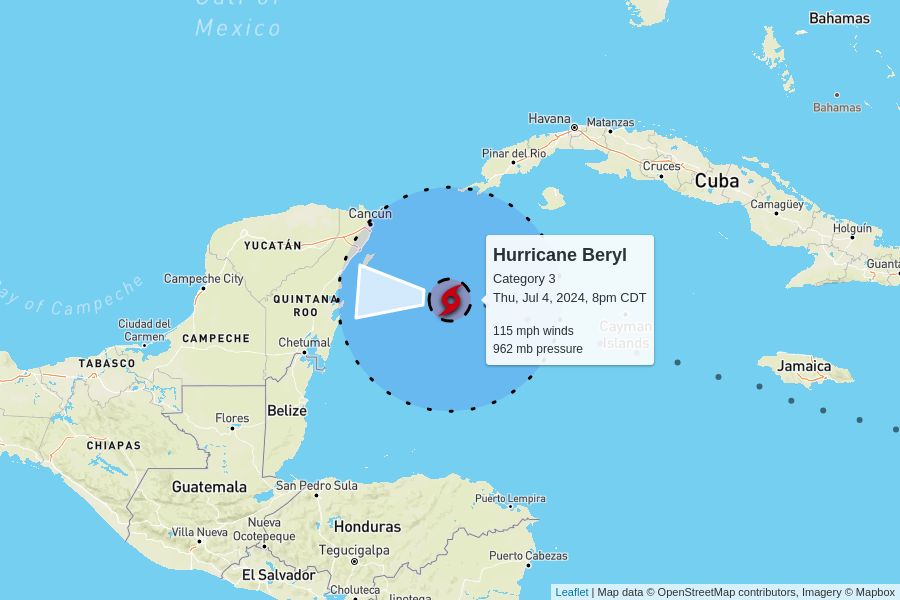 Gulf of
Mexico
Bahamas
Bahamas
Havana
Matanzas
Pinar del Río
Cruces
Cuba
Camagüey
Holguín
Guanta
Cancún
YUCATÁN
Campeche City
Bay of Campeche
QUINTANA
ROO
Ciudad del
Carmen
CAMPECHE
Chetumal
TABASCO
Hurricane Beryl
Category 3
Thu, Jul 4, 2024, 8pm CDT
115 mph winds
962 mb pressure
Cayman
Islands
Jamaica
Flores
Belize
CHIAPAS
Guatemala
San Pedro Sula
Puerto Lempira
Villa Nueva
Nueva
Ocotepeque
Honduras
Tegucigalpa
Puerto Cabezas
El Salvador
Choluteca
Jinotega
Leaflet | Map data © OpenStreetMap contributors, Imagery © Mapbox